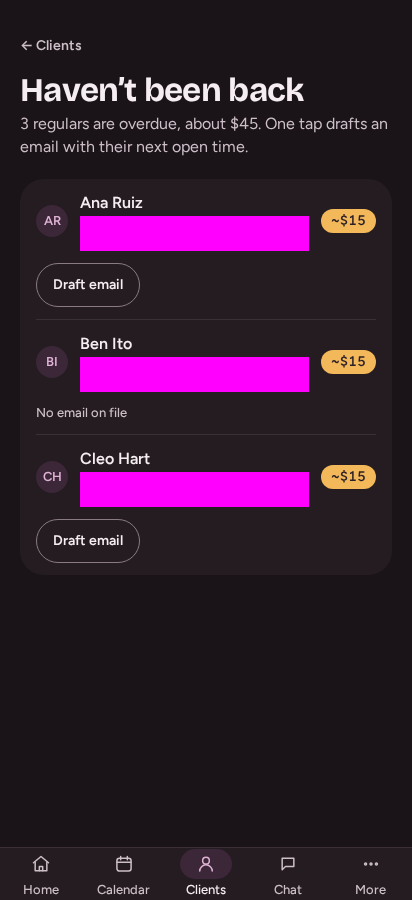 ← Clients
Haven't been back
3 regulars are overdue, about $45. One tap drafts an
email with their next open time.
AR
Ana Ruiz
~$15
Draft email
BI
Ben Ito
~$15
No email on file
CH
Cleo Hart
~$15
Draft email
Home
Calendar
Clients
Chat
More